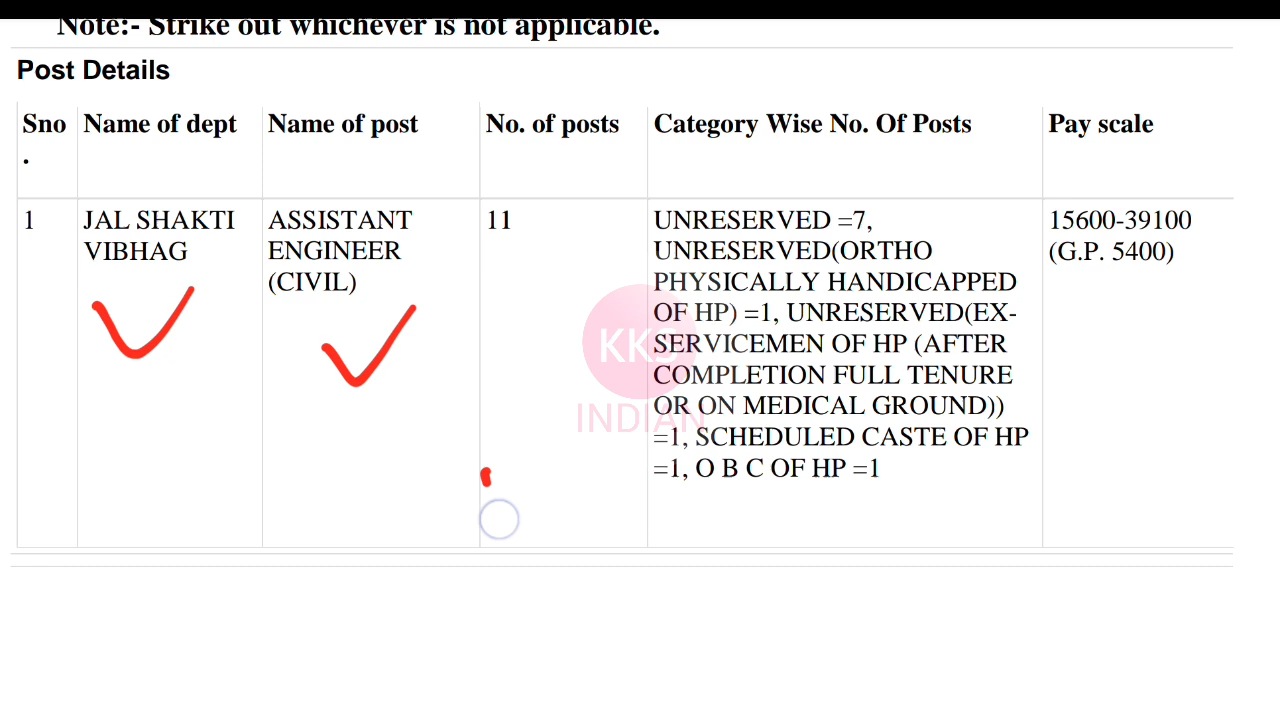 Note:- Strike out whichever is not applicable.
Post Details
Sno
.
Name of dept
Name of post
No. of posts
Category Wise No. Of Posts
Pay scale
1
JAL SHAKTI
VIBHAG
ASSISTANT
ENGINEER
(CIVIL)
11
UNRESERVED =7,
UNRESERVED(ORTHO
PHYSICALLY HANDICAPPED
OF HP) =1, UNRESERVED(EX-
SERVICEMEN OF HP (AFTER
COMPLETION FULL TENURE
OR ON MEDICAL GROUND))
=1, SCHEDULED CASTE OF HP
=1, O B C OF HP =1
15600-39100
(G.P. 5400)
KKS
INDIAN